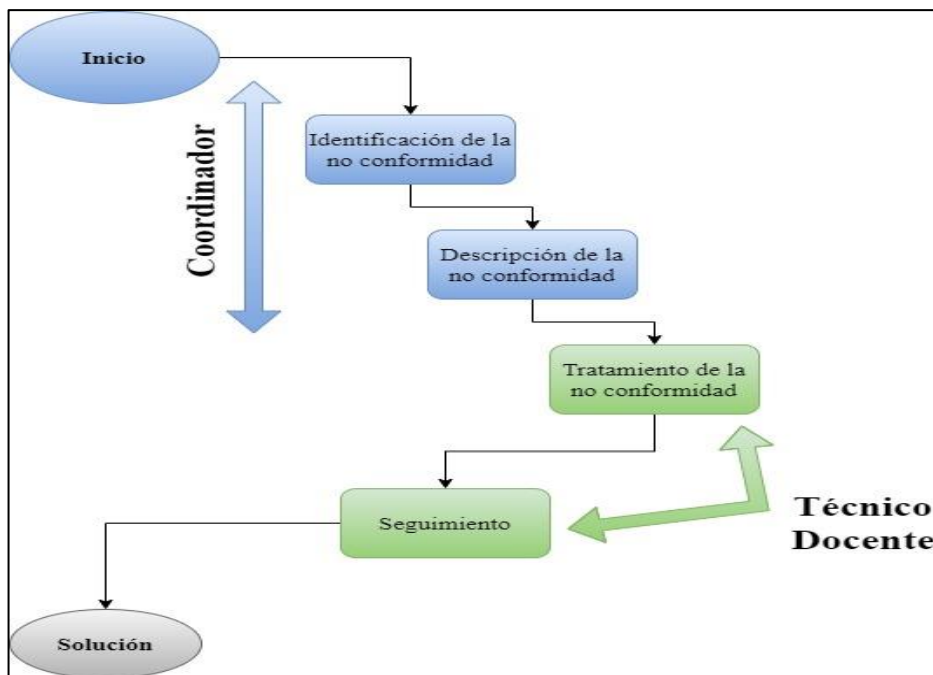 Inicio
Coordinador
Identificación de la
no conformidad
Descripción de la
no conformidad
Tratamiento de la
no conformidad
Seguimiento
Técnico
Docente
Solución